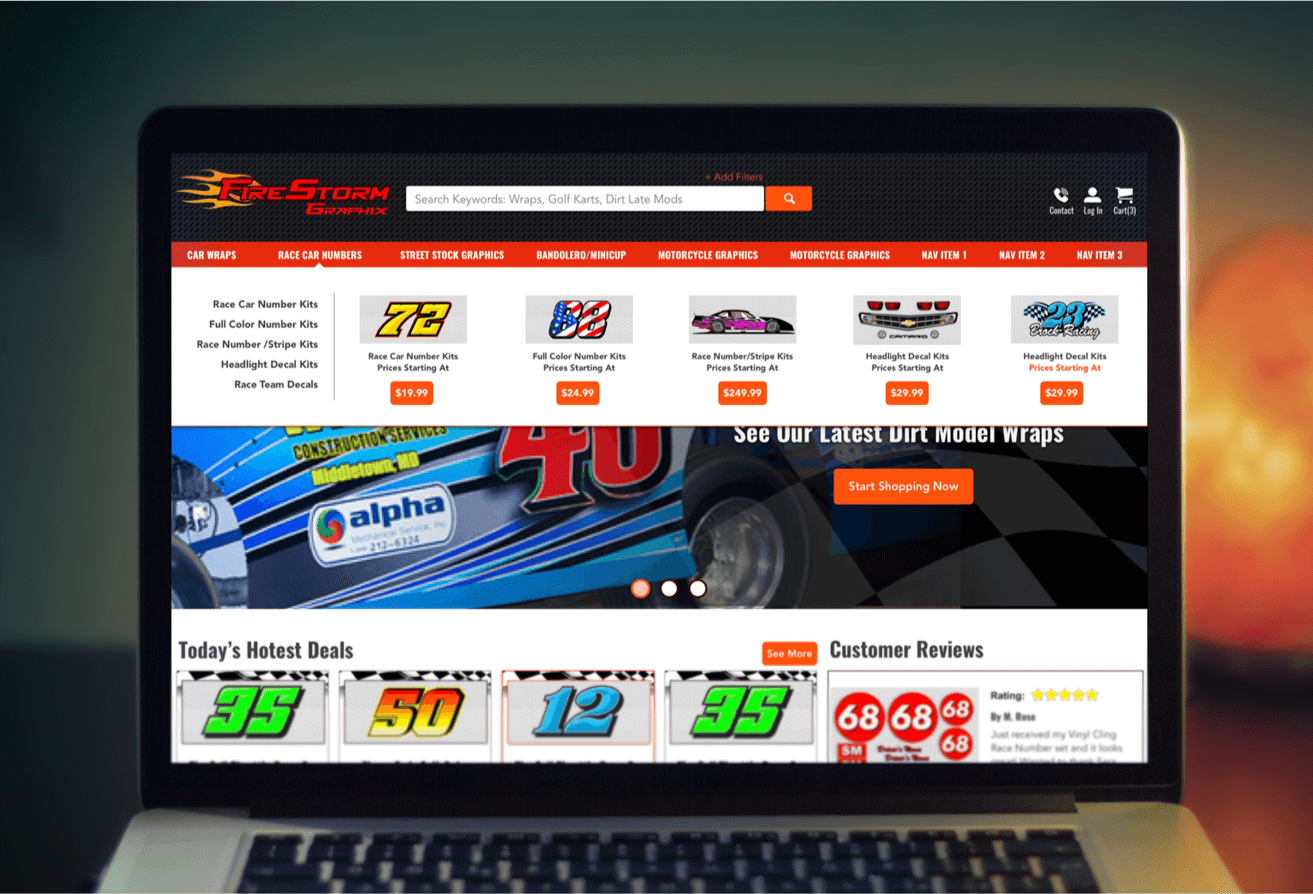 FireStorm
Graphix
+ Add Filters
Search Keywords: Wraps, Golf Karts, Dirt Late Mods
Contact
Log In
Cart(3)
CAR WRAPS
RACE CAR NUMBERS
STREET STOCK GRAPHICS
BANDOLERO/MINICUP
MOTORCYCLE GRAPHICS
MOTORCYCLE GRAPHICS
NAV ITEM 1
NAV ITEM 2
NAV ITEM 3
Race Car Number Kits
Full Color Number Kits
Race Number /Stripe Kits
Headlight Decal Kits
Race Team Decals
72
Race Car Number Kits
Prices Starting At
$19.99
88
Full Color Number Kits
Prices Starting At
$24.99
Race Number/Stripe Kits
Prices Starting At
$249.99
CAMARO
Headlight Decal Kits
Prices Starting At
$29.99
23
Brock-Racing
Headlight Decal Kits
Prices Starting At
$29.99
CONSTRUCTION SERVICES
Middletown, MD
alpha
Mechanical Service, Inc.
212-6324
40
See Our Latest Dirt Model Wraps
Start Shopping Now
Today's Hotest Deals
See More
35
50
12
35
Customer Reviews
68
68
68
68
SM
Driver's Name
Driver's Name
Rating:
By M. Rose
Just received my Vinyl Cling
Race Number set and it looks